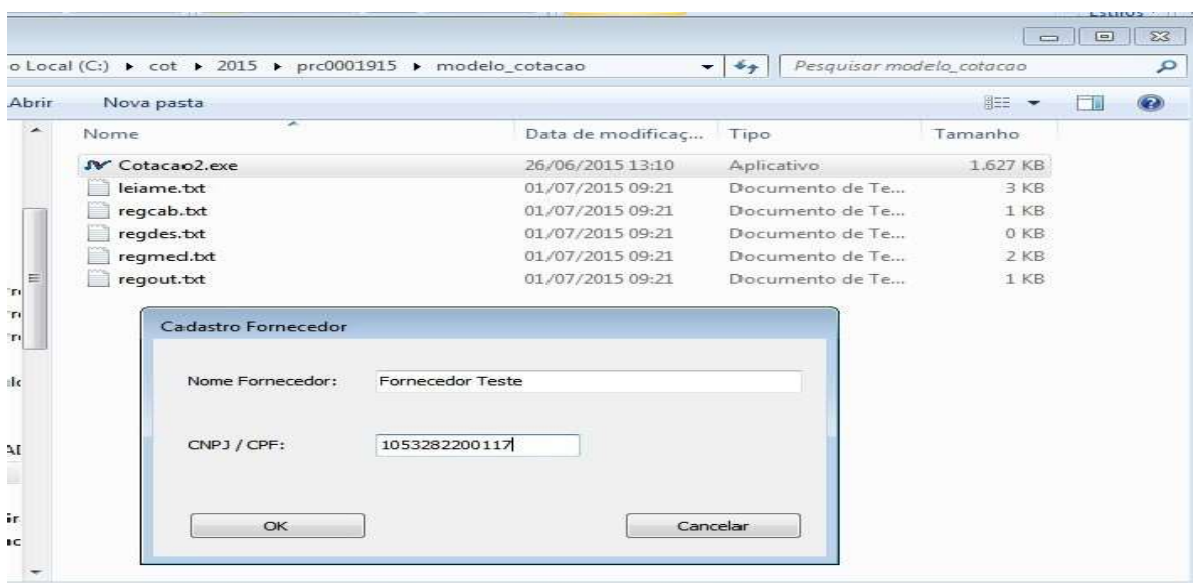 Estilos
o Local (C:) ▸ cot ▸ 2015 ▸ prc0001915 ▸ modelo_cotacao Pesquisar modelo_cotacao
Abrir Nova pasta
Nome Data de modificaç... Tipo Tamanho
Cotacao2.exe 26/06/2015 13:10 Aplicativo 1.627 KB
leiame.txt 01/07/2015 09:21 Documento de Te... 3 KB
regcab.txt 01/07/2015 09:21 Documento de Te... 1 KB
regdes.txt 01/07/2015 09:21 Documento de Te... 0 KB
regmed.txt 01/07/2015 09:21 Documento de Te... 2 KB
regout.txt 01/07/2015 09:21 Documento de Te... 1 KB
Cadastro Fornecedor
Nome Fornecedor: Fornecedor Teste
CNPJ / CPF: 1053282200117
OK Cancelar